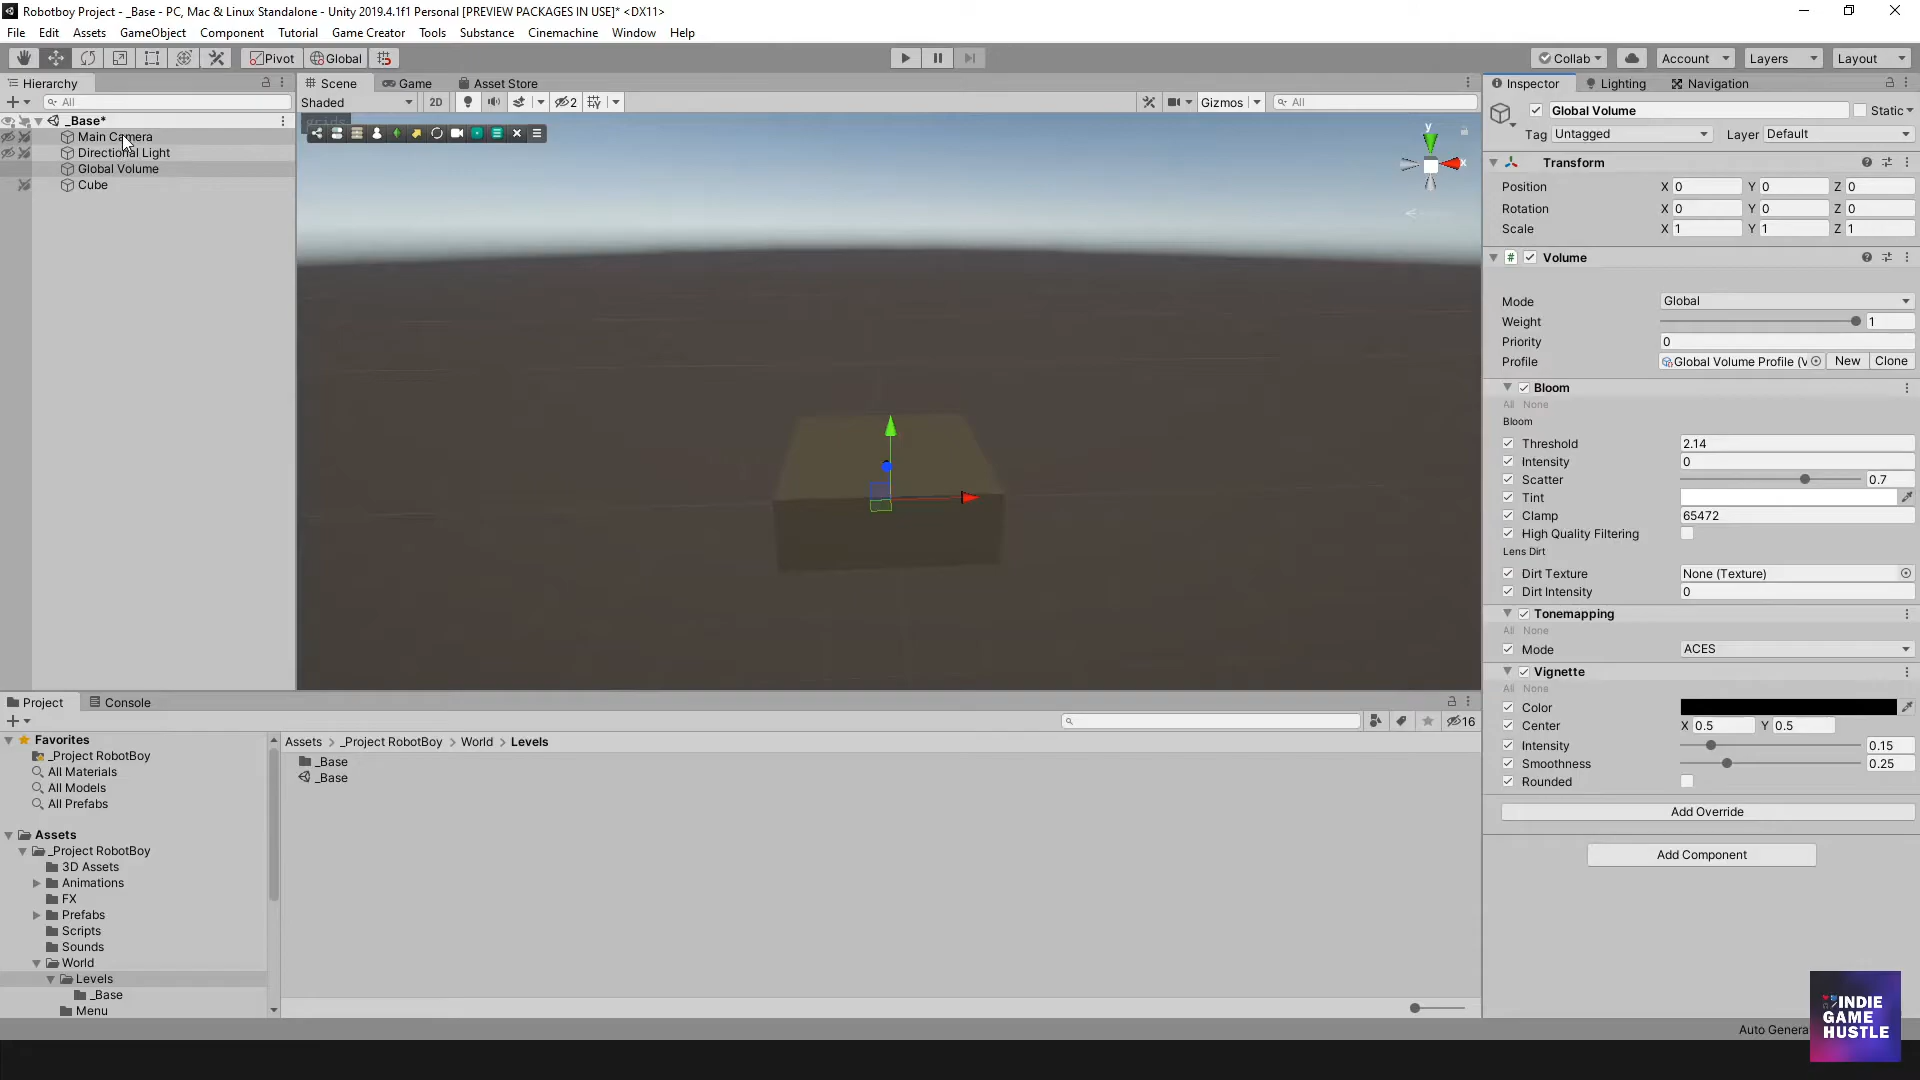 Robotboy Project - _Base - PC, Mac & Linux Standalone - Unity 2019.4.1f1 Personal [PREVIEW PACKAGES IN USE]* <DX11>
File Edit Assets GameObject Component Tutorial Game Creator Tools Substance Cinemachine Window Help
Pivot Global Collab Account Layers Layout
Hierarchy
All
_Base*
Main Camera
Directional Light
Global Volume
Cube
Scene Game Asset Store
Shaded 2D 2 Gizmos All
y
x
Inspector Lighting Navigation
Global Volume Static
Tag Untagged Layer Default
Transform
Position X 0 Y 0 Z 0
Rotation X 0 Y 0 Z 0
Scale X 1 Y 1 Z 1
# Volume
Mode Global
Weight 1
Priority 0
Profile Global Volume Profile (V New Clone
Bloom
All None
Bloom
Threshold 2.14
Intensity 0
Scatter 0.7
Tint
Clamp 65472
High Quality Filtering
Lens Dirt
Dirt Texture None (Texture)
Dirt Intensity 0
Tonemapping
All None
Mode ACES
Vignette
All None
Color
Center X 0.5 Y 0.5
Intensity 0.15
Smoothness 0.25
Rounded
Add Override
Add Component
Project Console
16
Favorites
_Project RobotBoy
All Materials
All Models
All Prefabs
Assets
_Project RobotBoy
3D Assets
Animations
FX
Prefabs
Scripts
Sounds
World
Levels
_Base
Menu
Assets > _Project RobotBoy > World > Levels
_Base
_Base
Auto Genera
INDIE
GAME
HUSTLE